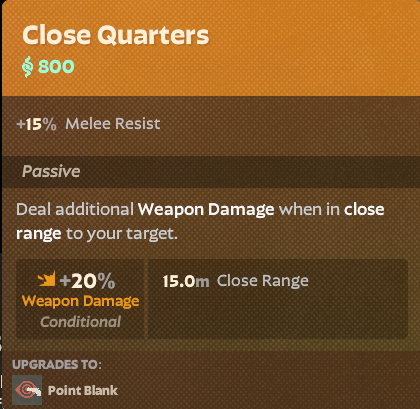 Close Quarters
800
+15% Melee Resist
Passive
Deal additional Weapon Damage when in close
range to your target.
+20%
Weapon Damage
Conditional
15.0m Close Range
UPGRADES TO:
Point Blank